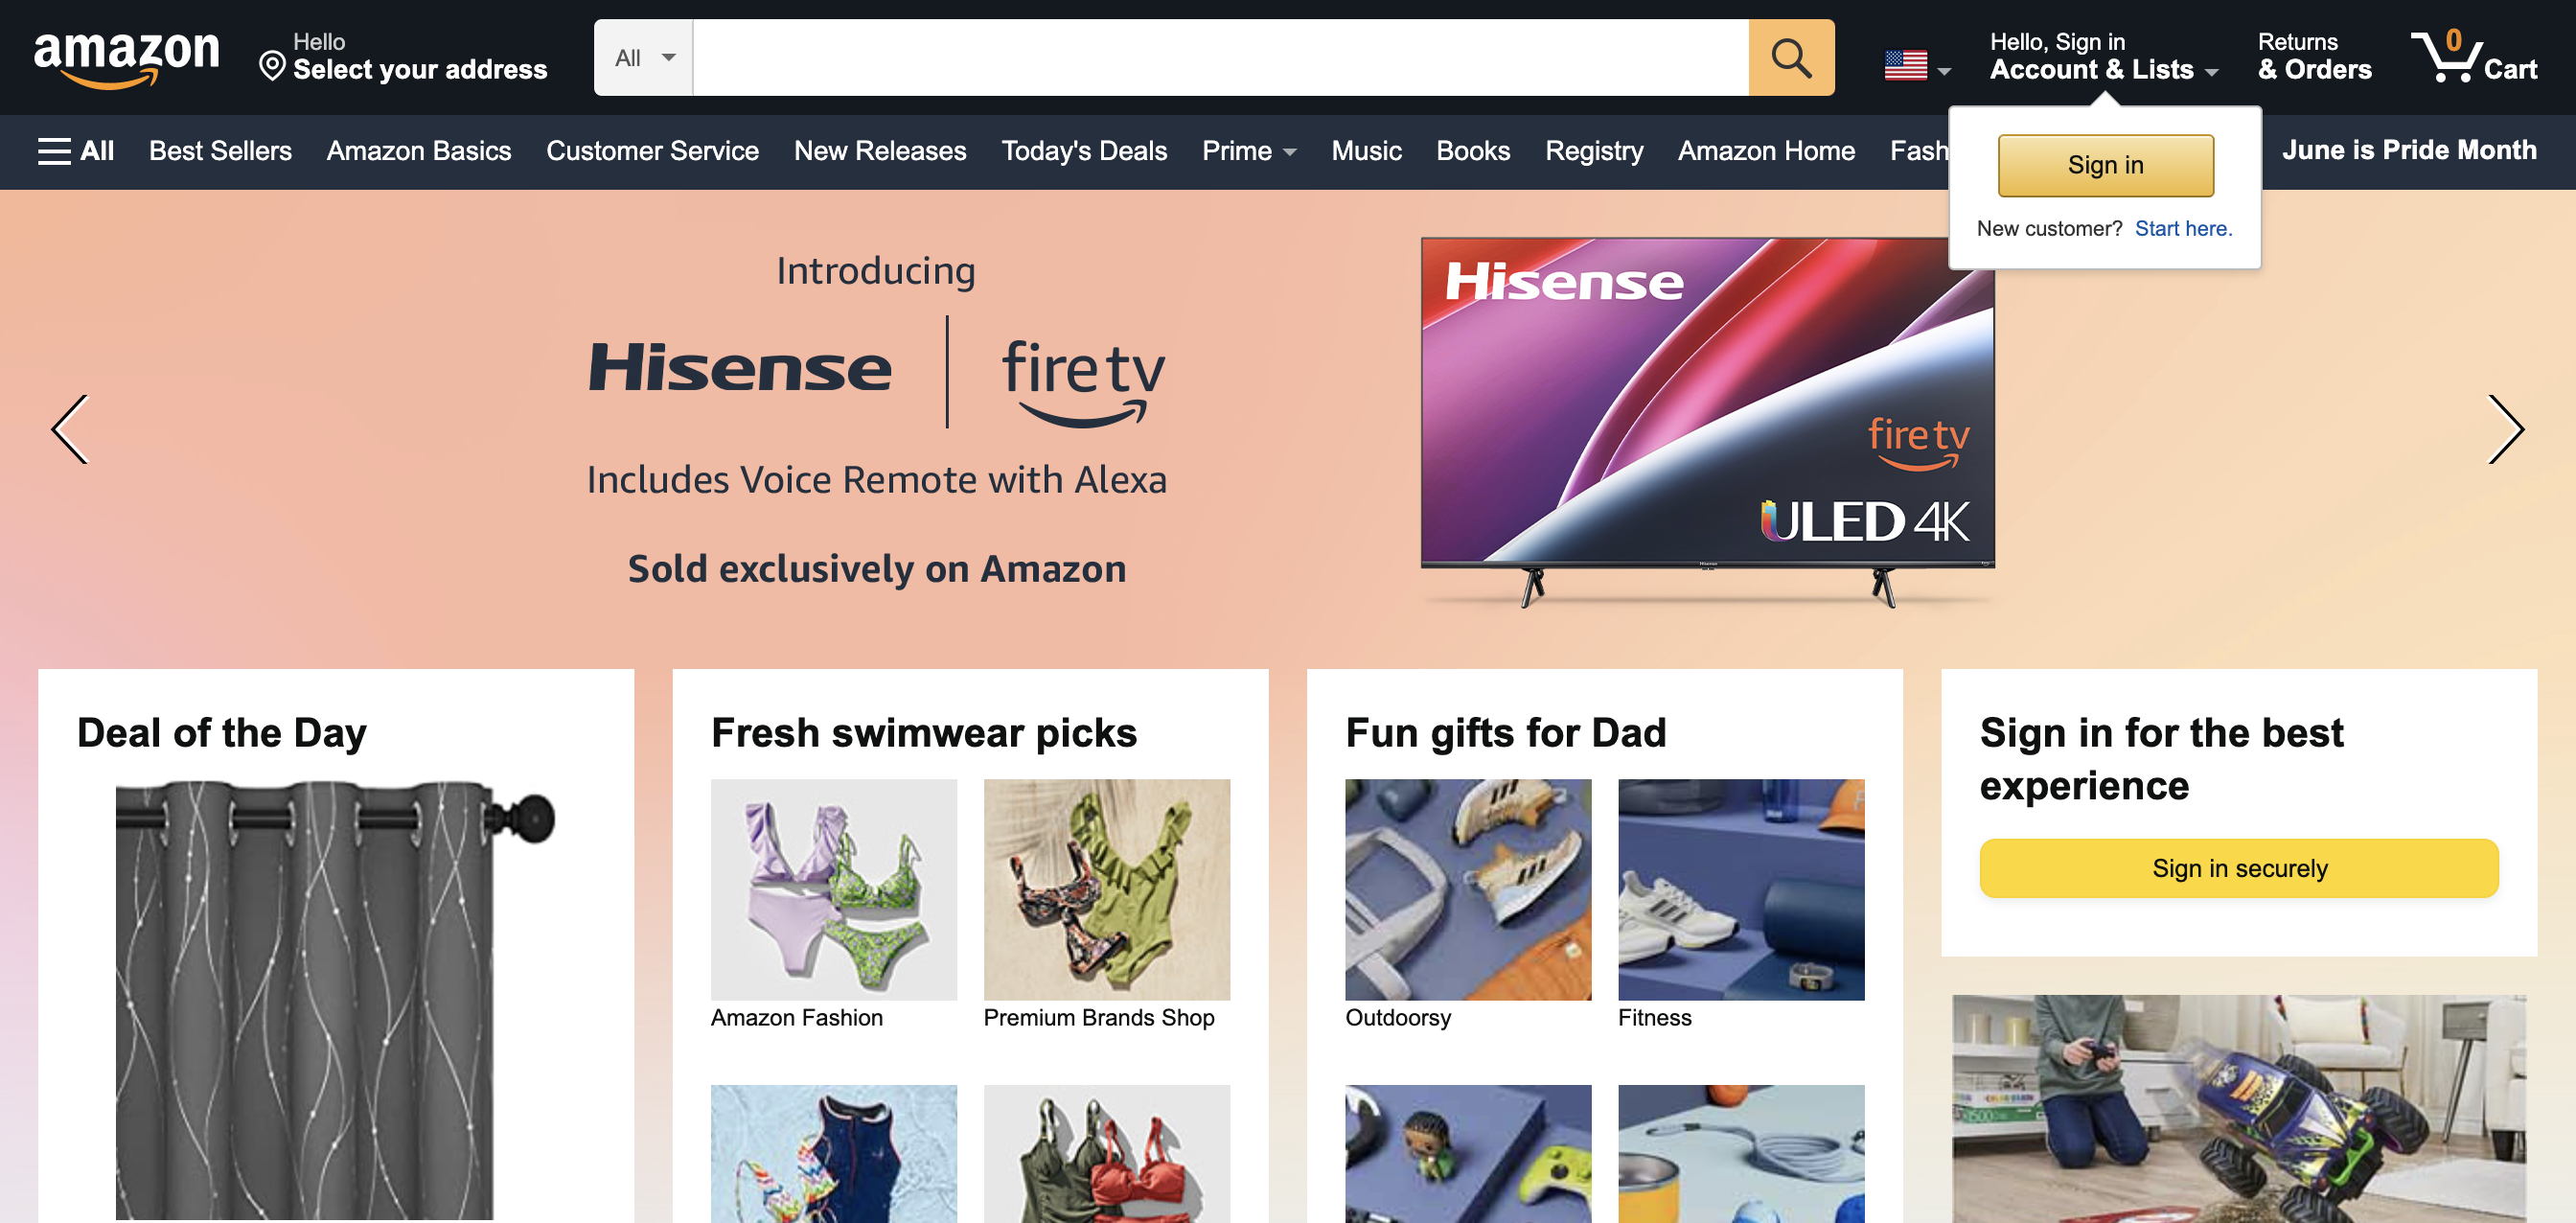 amazon
Hello
Select your address
All
Hello, Sign in
Account & Lists
Returns
& Orders
0
Cart
All
Best Sellers
Amazon Basics
Customer Service
New Releases
Today's Deals
Prime
Music
Books
Registry
Amazon Home
Fash
June is Pride Month
Sign in
New customer? Start here.
Introducing
Hisense
fire tv
Includes Voice Remote with Alexa
Sold exclusively on Amazon
Hisense
fire tv
ULED 4K
Deal of the Day
Fresh swimwear picks
Amazon Fashion
Premium Brands Shop
Fun gifts for Dad
Outdoorsy
Fitness
Sign in for the best
experience
Sign in securely